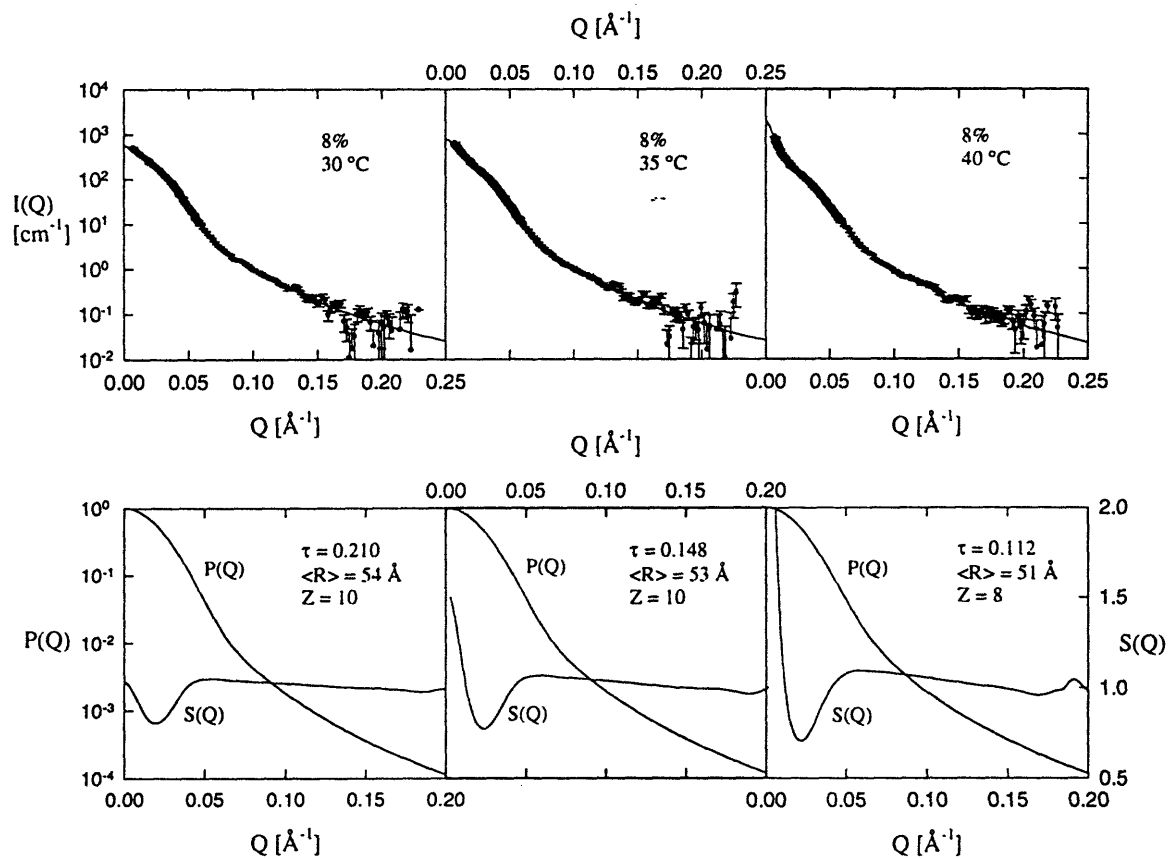 Q [Å⁻¹]
0.00 0.05 0.10 0.15 0.20 0.25
10⁴
10³
10²
10¹
10⁰
10⁻¹
10⁻²
I(Q)
[cm⁻¹]
8%
30 °C
8%
35 °C
8%
40 °C
0.00 0.05 0.10 0.15 0.20 0.25
0.00 0.05 0.10 0.15 0.20 0.25
Q [Å⁻¹]
Q [Å⁻¹]
Q [Å⁻¹]
0.00 0.05 0.10 0.15 0.20
10⁰
10⁻¹
10⁻²
10⁻³
10⁻⁴
P(Q)
P(Q)
S(Q)
τ = 0.210
<R> = 54 Å
Z = 10
P(Q)
S(Q)
τ = 0.148
<R> = 53 Å
Z = 10
P(Q)
S(Q)
τ = 0.112
<R> = 51 Å
Z = 8
2.0
1.5
1.0
0.5
S(Q)
0.00 0.05 0.10 0.15 0.20
0.00 0.05 0.10 0.15 0.20
Q [Å⁻¹]
Q [Å⁻¹]